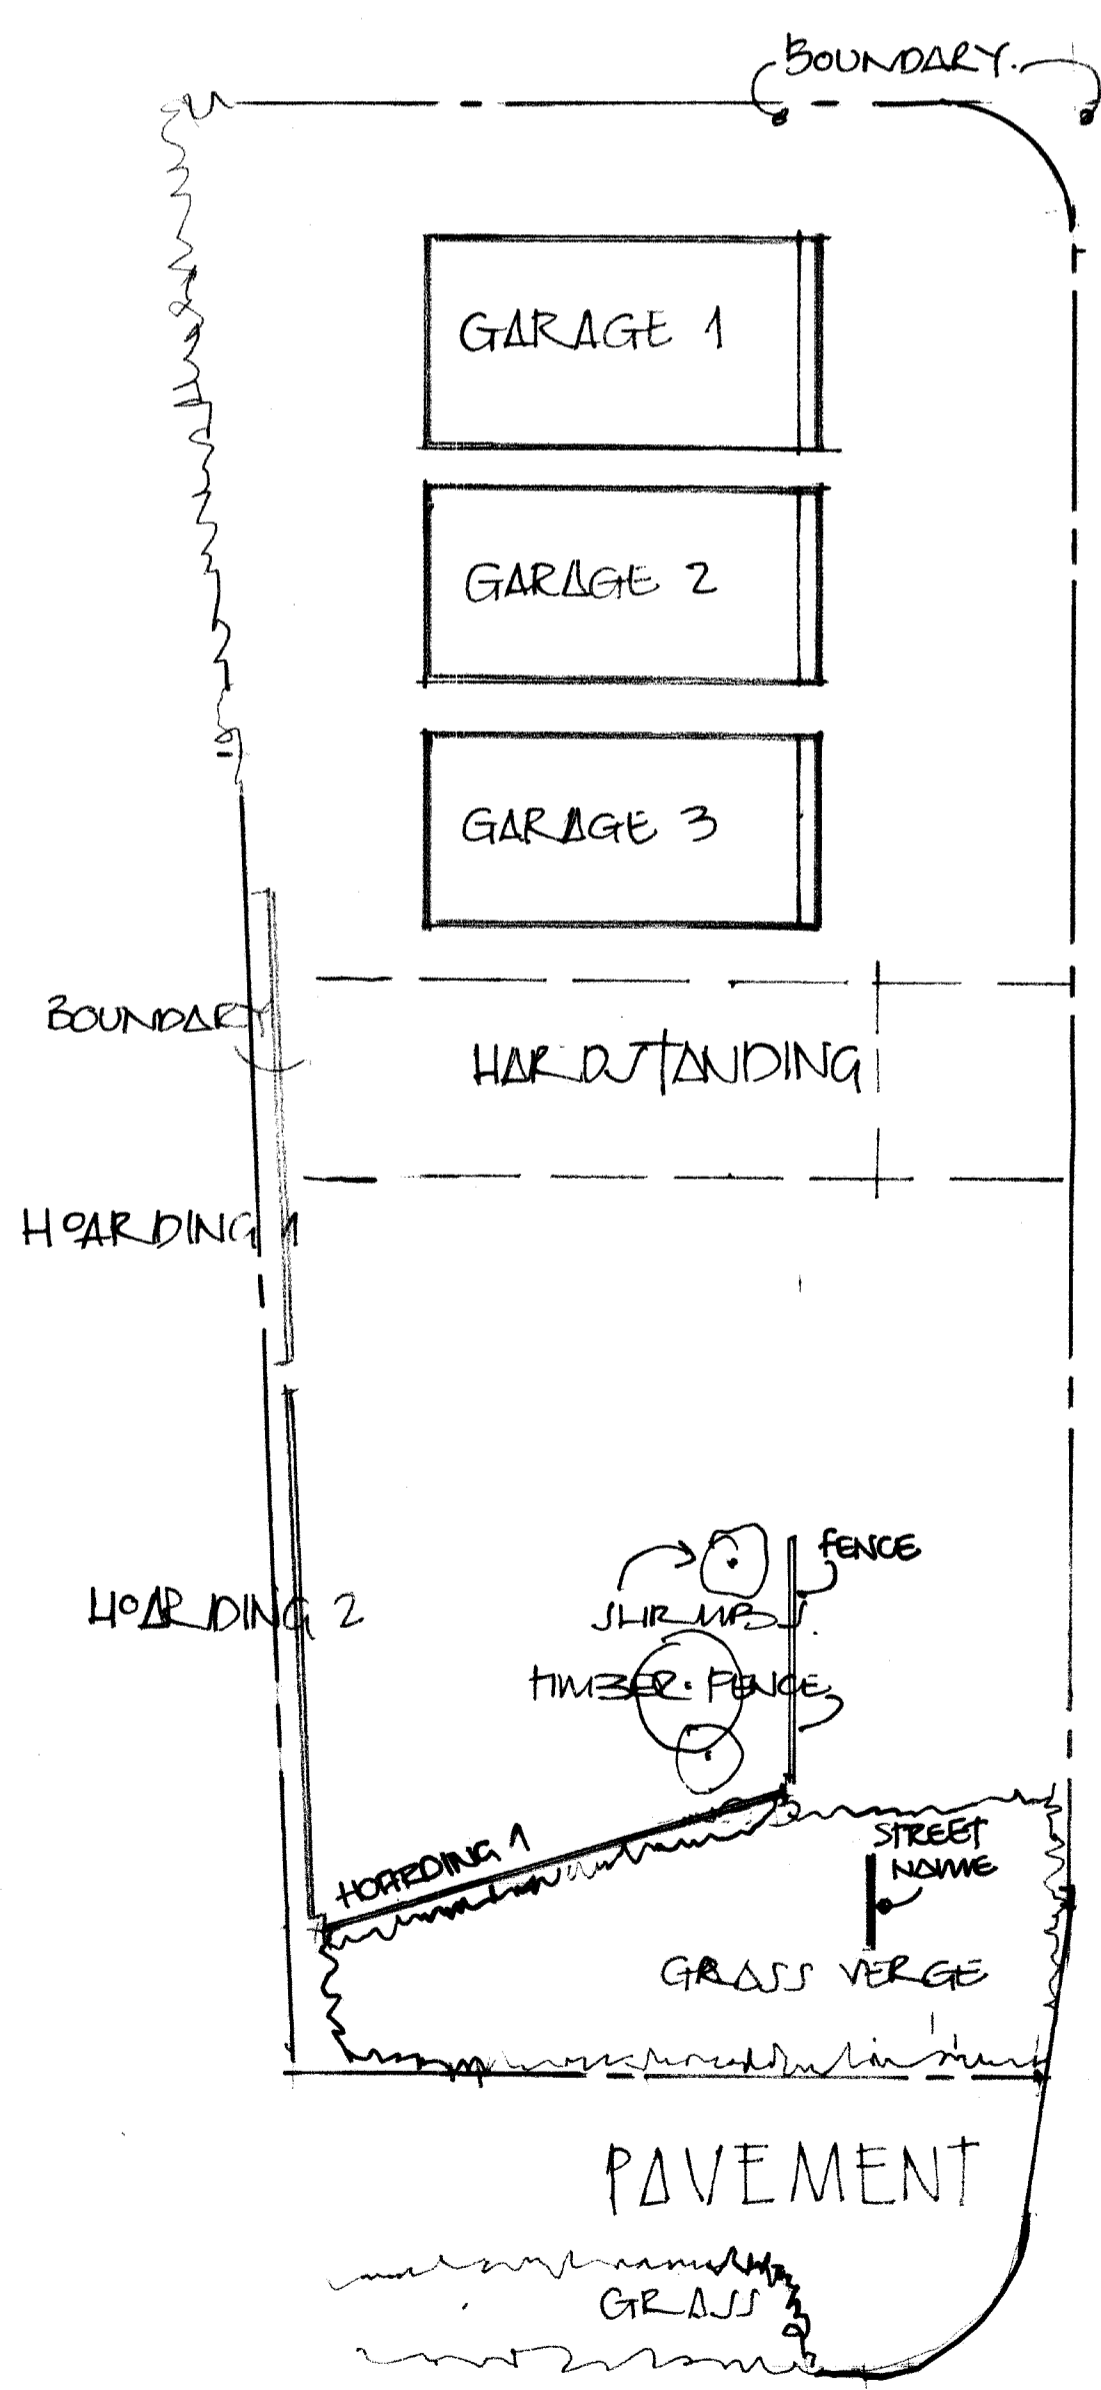 BOUNDARY.
GARAGE 1
GARAGE 2
GARAGE 3
BOUNDARY
HARDSTANDING
HOARDING 1
FENCE
SHRUBS
HOARDING 2
TIMBER. FENCE
STREET
NAME
HOARDING 1
GRASS VERGE
PAVEMENT
GRASS